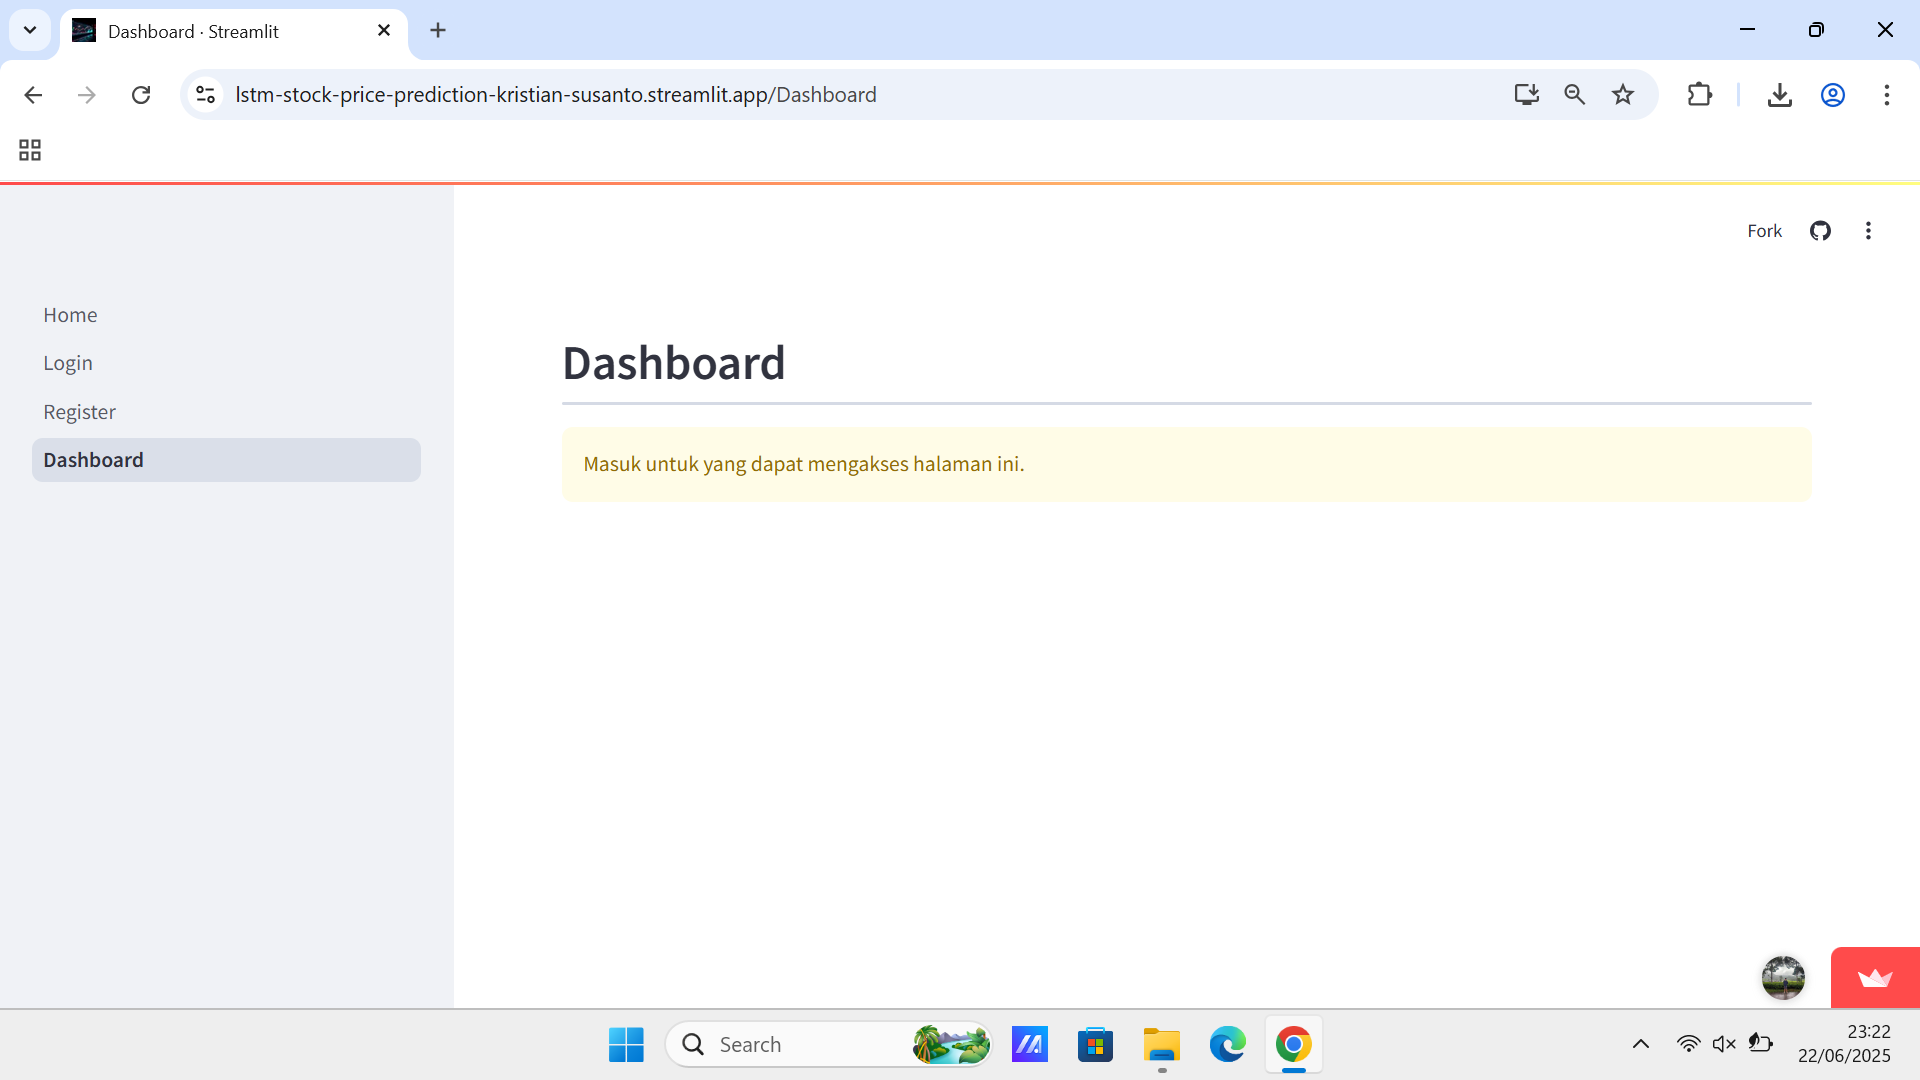 Dashboard · Streamlit
lstm-stock-price-prediction-kristian-susanto.streamlit.app/Dashboard
Fork
Home
Login
Register
Dashboard
Dashboard
Masuk untuk yang dapat mengakses halaman ini.
Search
23:22
22/06/2025